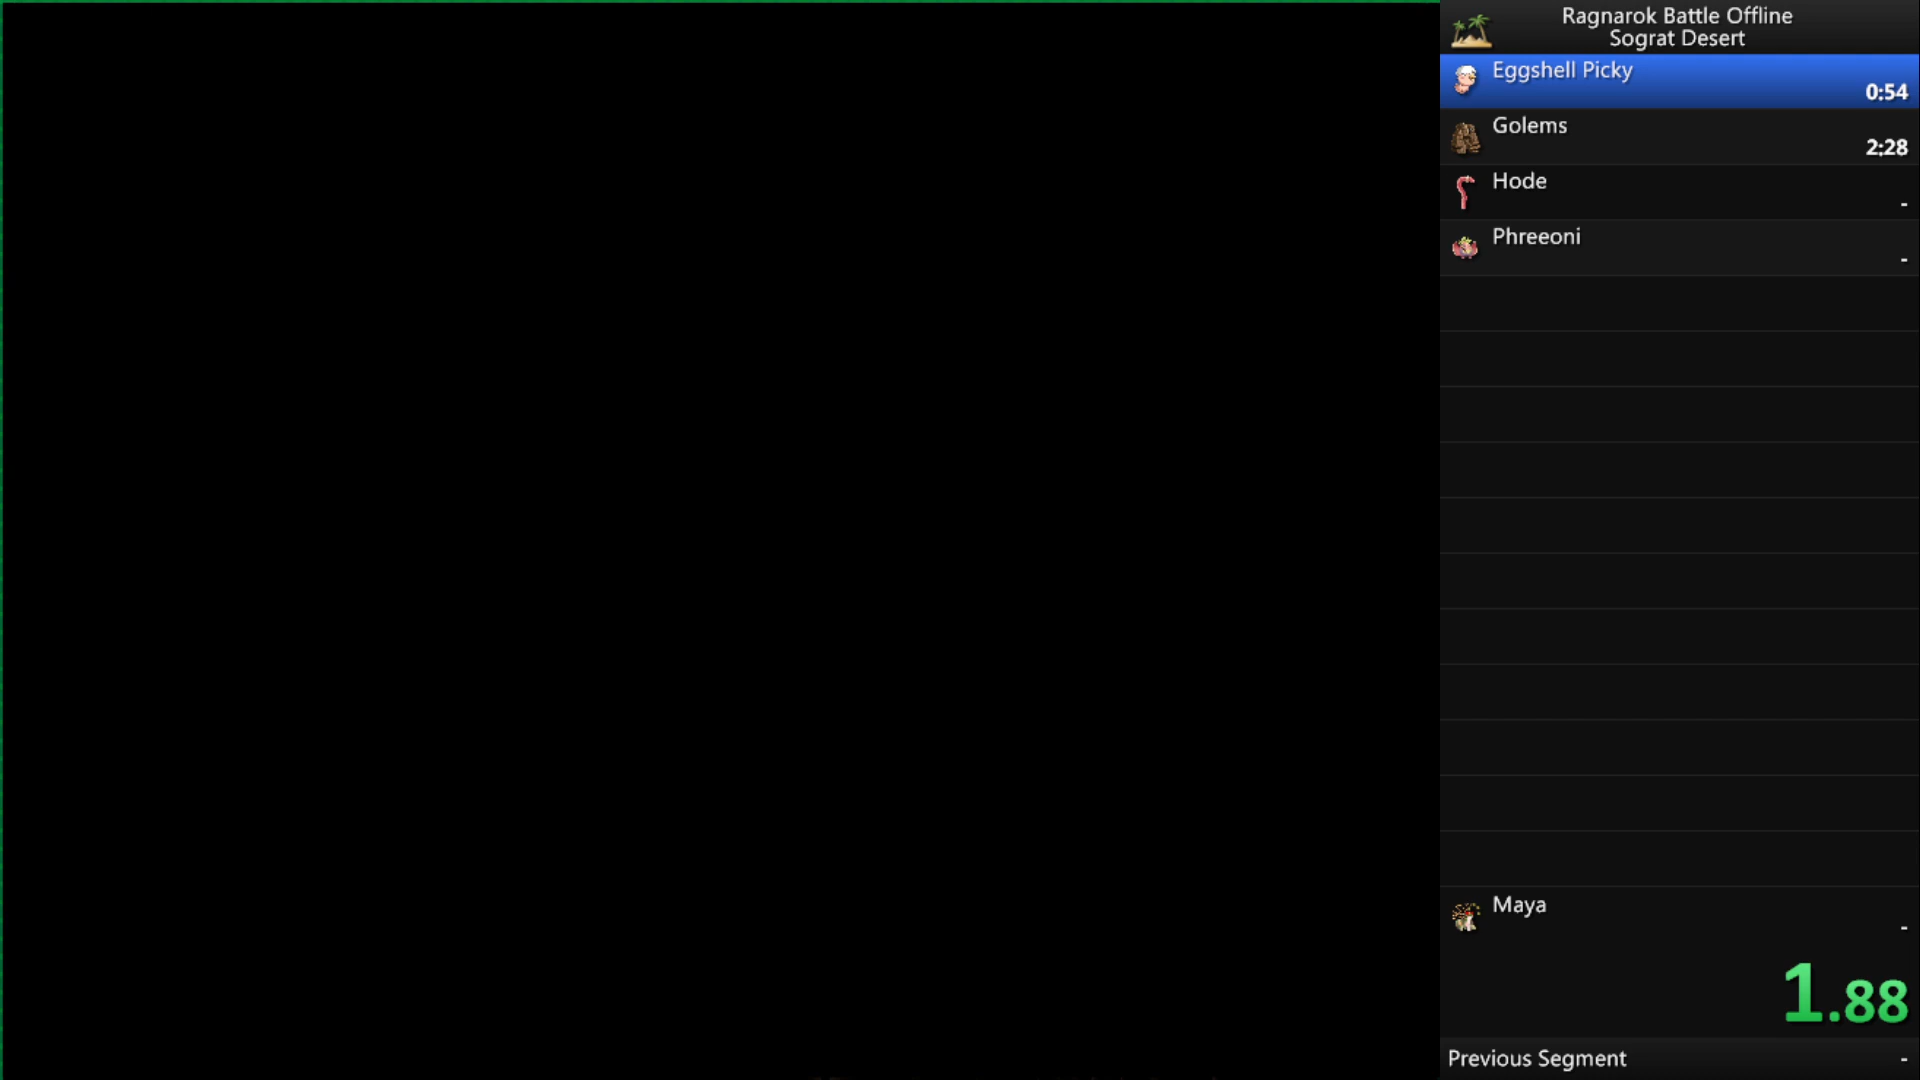 Ragnarok Battle Offline
Sograt Desert
Eggshell Picky
0:54
Golems
2:28
Hode
-
Phreeoni
-
Maya
-
1.88
Previous Segment -